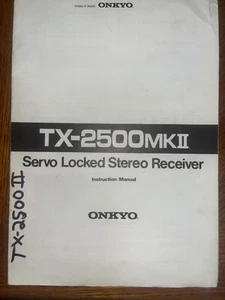 ONKYO
TX-2500MKII
Servo Locked Stereo Receiver
Instruction Manual
ONKYO
TX-2500II